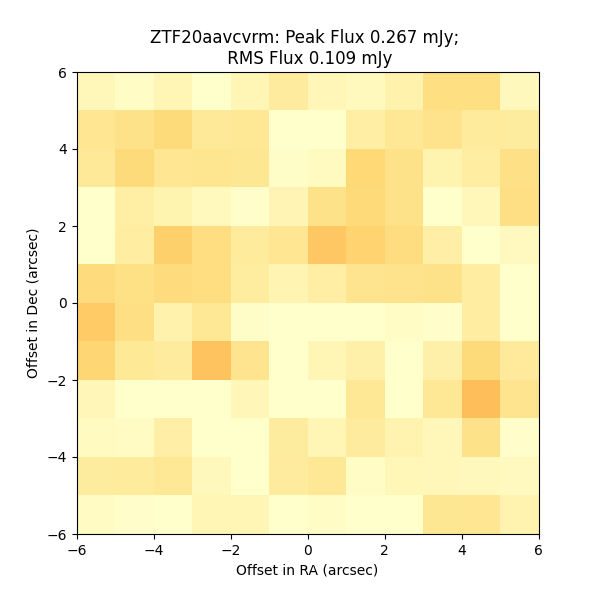 ZTF20aavcvrm: Peak Flux 0.267 mJy;
RMS Flux 0.109 mJy
6
4
2
0
−2
−4
−6
Offset in Dec (arcsec)
−6 −4 −2 0 2 4 6
Offset in RA (arcsec)